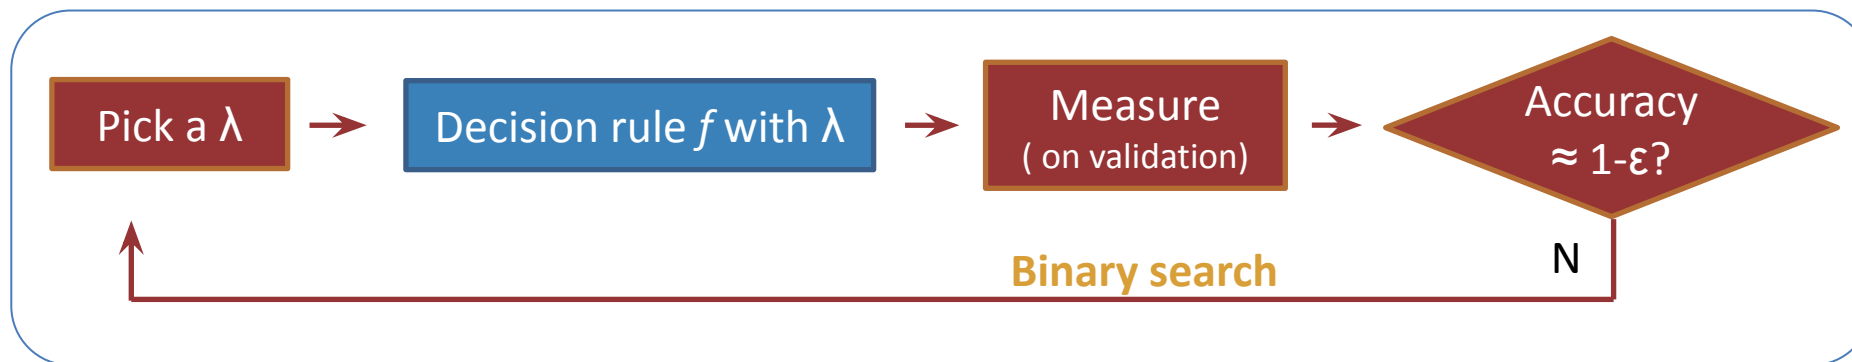 Pick a λ
Decision rule f with λ
Measure
( on validation)
Accuracy
≈ 1-ε?
N
Binary search